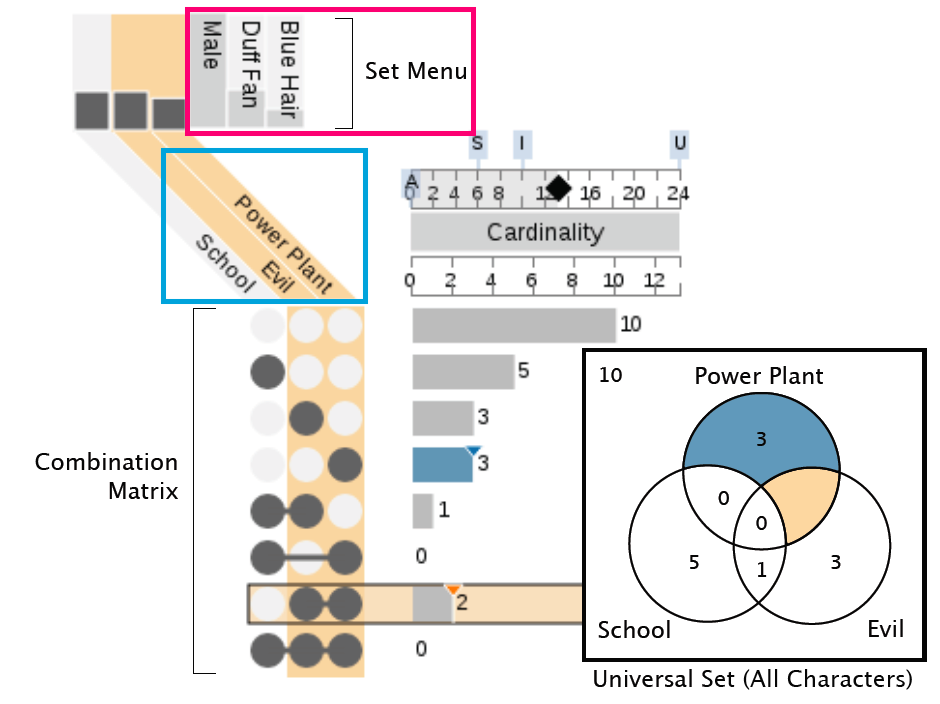 Male
Duff Fan
Blue Hair
Set Menu
School
Evil
Power Plant
A
S
I
U
0 2 4 6 8 12 16 20 24
Cardinality
0 2 4 6 8 10 12
10
5
3
3
1
0
2
0
Combination
Matrix
10
Power Plant
3
0
0
5
1
3
School
Evil
Universal Set (All Characters)